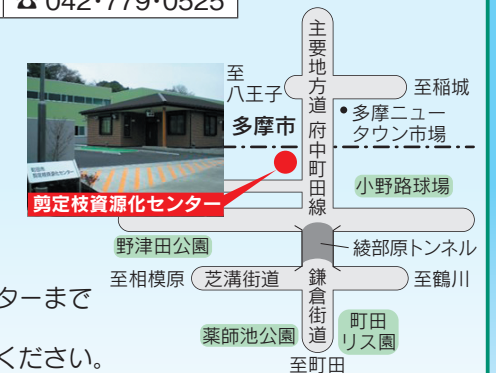 042・779・0525
主要地方道 府中町田線
至八王子
至稲城
多摩市
多摩ニュー
タウン市場
剪定枝資源化センター
小野路球場
野津田公園
綾部原トンネル
至相模原
芝溝街道
鎌倉街道
至鶴川
ターまで
薬師池公園
町田
リス園
ください。
至町田